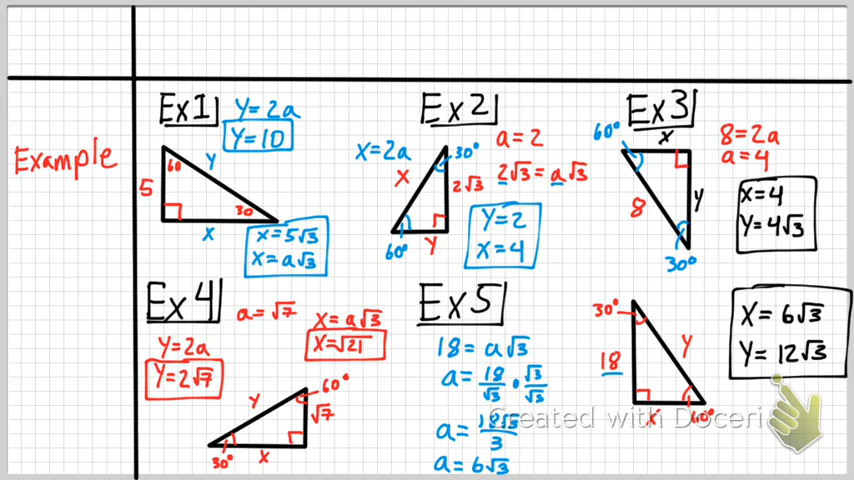 Example
Ex1
Y=2a
Y=10
60
y
5
30
x
x=5√3
x=a√3
Ex2
x=2a
30°
x
2√3
60°
y
a=2
2√3=a√3
y=2
x=4
Ex3
60°
x
8
y
30°
8=2a
a=4
x=4
y=4√3
Ex4
a=√7
y=2a
y=2√7
x=a√3
x=√21
y
60°
√7
30°
x
Ex5
18=a√3
a=18/√3·√3/√3
a=18√3/3
a=6√3
30°
18
y
x
60°
x=6√3
y=12√3
Created with Doceri